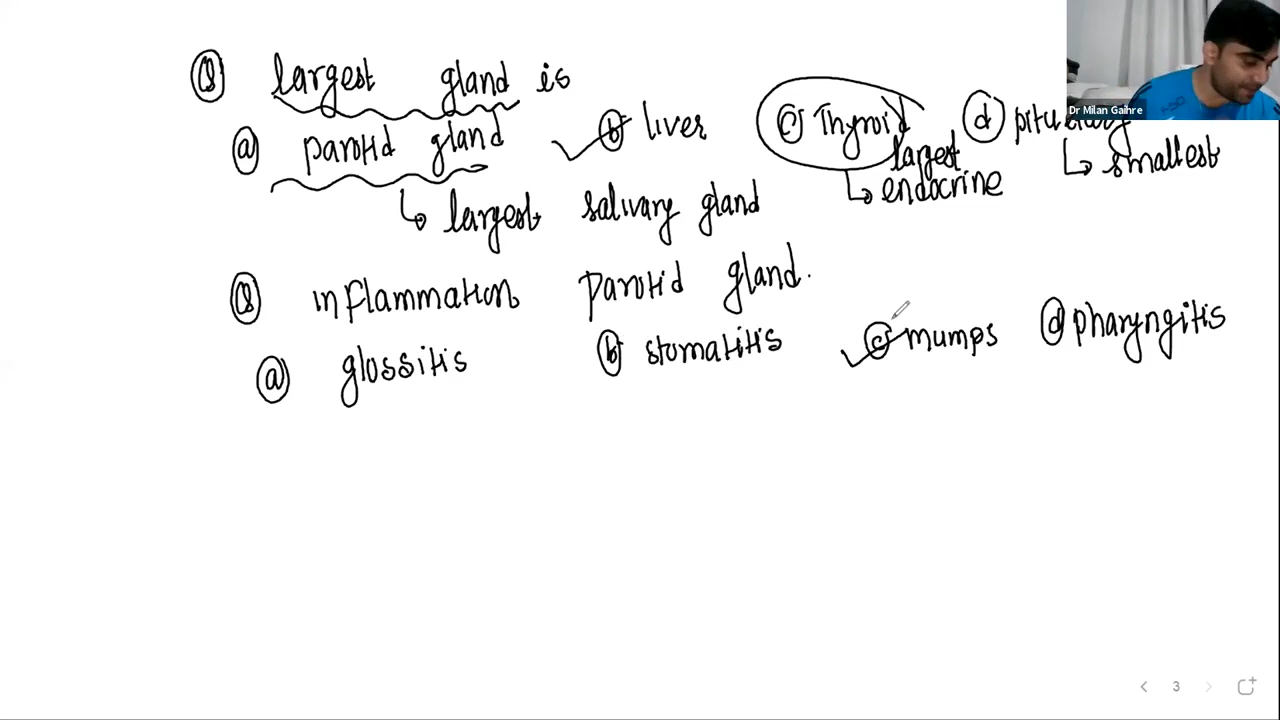 Q largest gland is
a parotid gland b liver c Thyroid d pituitary
largest endocrine
smallest
largest salivary gland
Q inflammation parotid gland.
a glossitis b stomatitis c mumps d pharyngitis
Dr Milan Gaihre
3